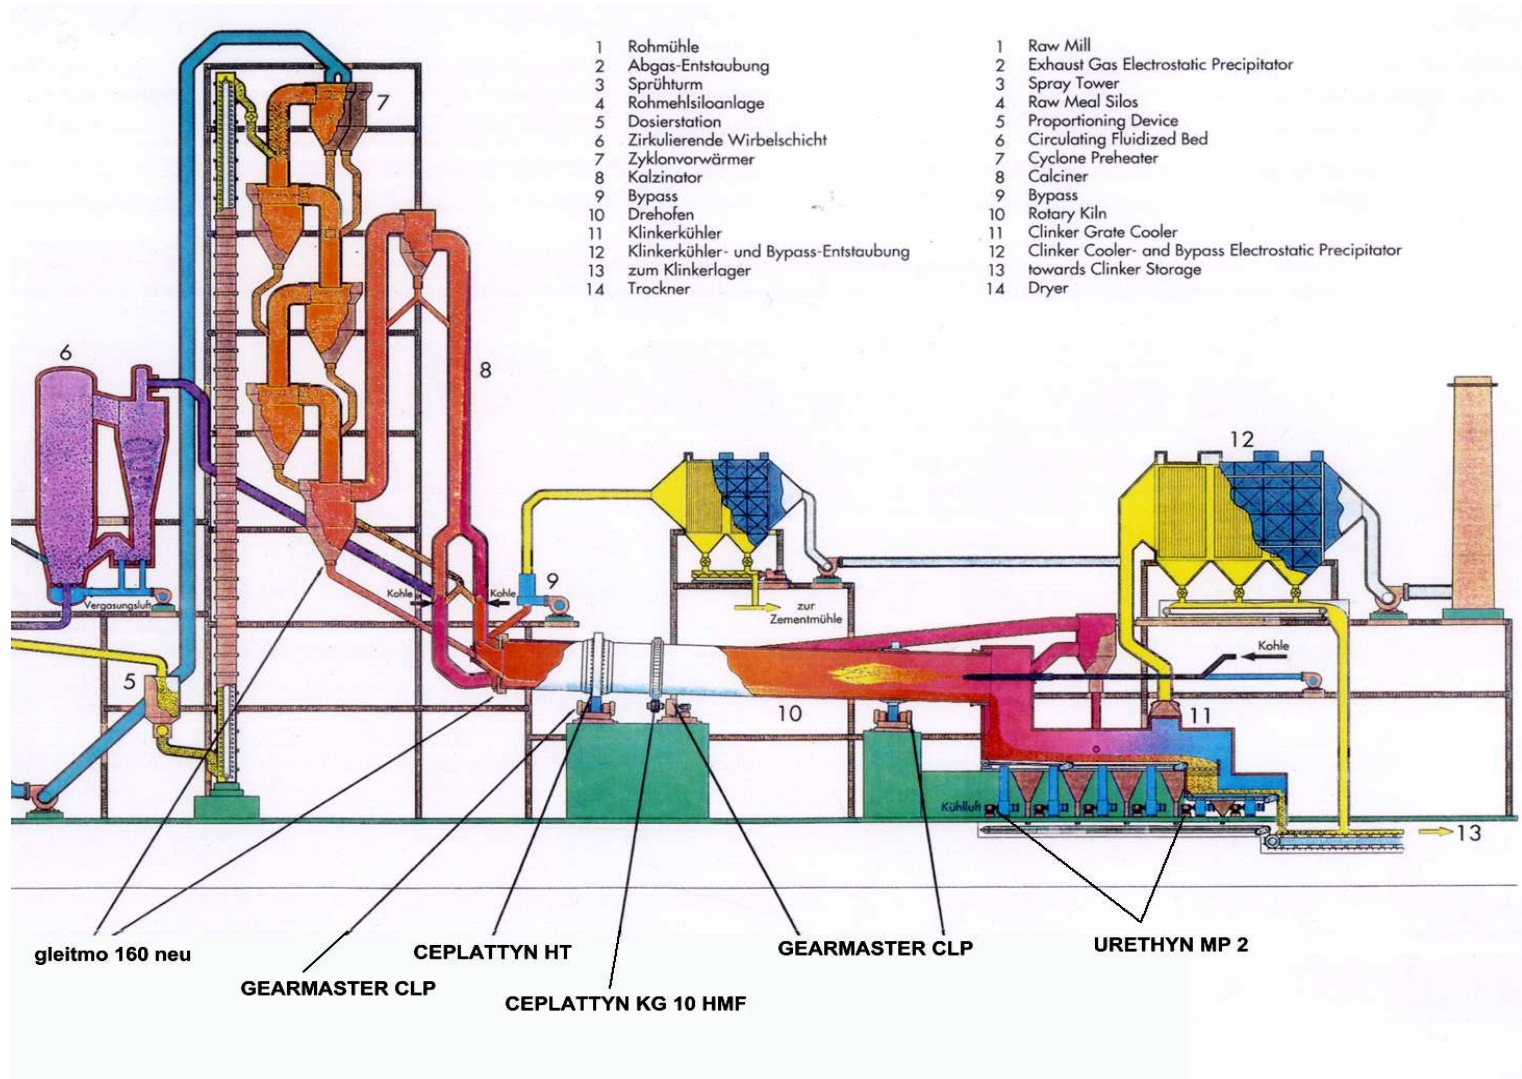 1 Rohmühle
2 Abgas-Entstaubung
3 Sprühturm
4 Rohmehlsiloanlage
5 Dosierstation
6 Zirkulierende Wirbelschicht
7 Zyklonvorwärmer
8 Kalzinator
9 Bypass
10 Drehofen
11 Klinkerkühler
12 Klinkerkühler- und Bypass-Entstaubung
13 zum Klinkerlager
14 Trockner
1 Raw Mill
2 Exhaust Gas Electrostatic Precipitator
3 Spray Tower
4 Raw Meal Silos
5 Proportioning Device
6 Circulating Fluidized Bed
7 Cyclone Preheater
8 Calciner
9 Bypass
10 Rotary Kiln
11 Clinker Grate Cooler
12 Clinker Cooler- and Bypass Electrostatic Precipitator
13 towards Clinker Storage
14 Dryer
7
6
8
12
9
Kohle
Kohle
Vergasungsluft
zur
Zementmühle
Kohle
5
10
11
Kühlluft
13
gleitmo 160 neu
GEARMASTER CLP
CEPLATTYN HT
CEPLATTYN KG 10 HMF
GEARMASTER CLP
URETHYN MP 2